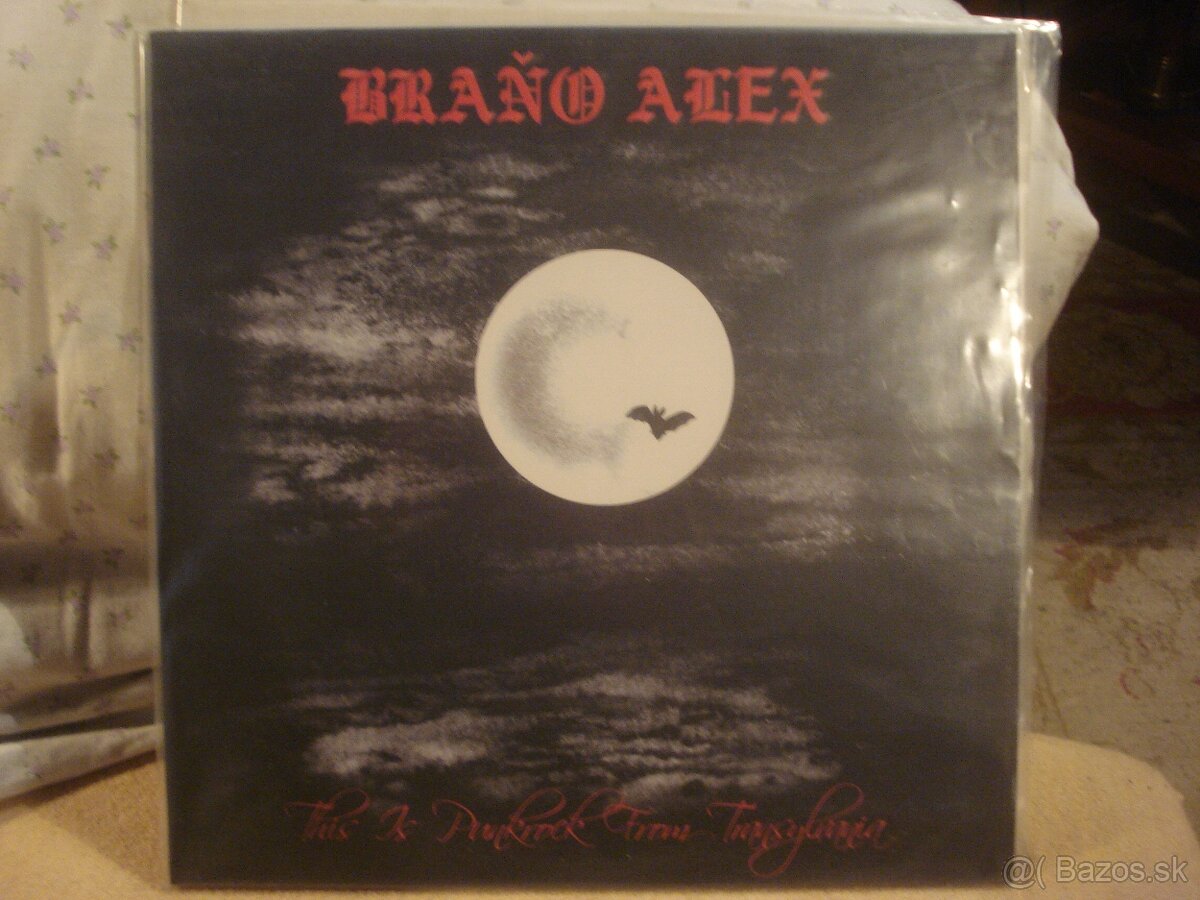 BRAŇO ALEX
This Is Punkrock From Transylvania
@( Bazos.sk